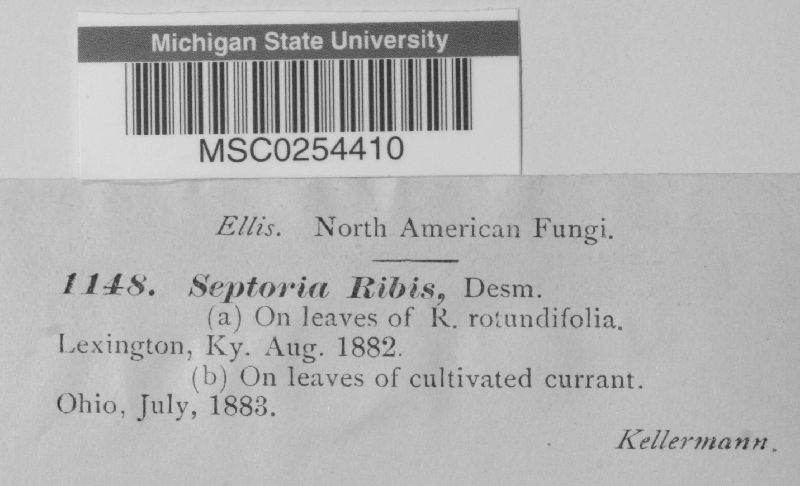 Michigan State University
MSC0254410
Ellis. North American Fungi.
1148. Septoria Ribis, Desm.
(a) On leaves of R. rotundifolia.
Lexington, Ky. Aug. 1882.
(b) On leaves of cultivated currant.
Ohio, July, 1883.
Kellermann.